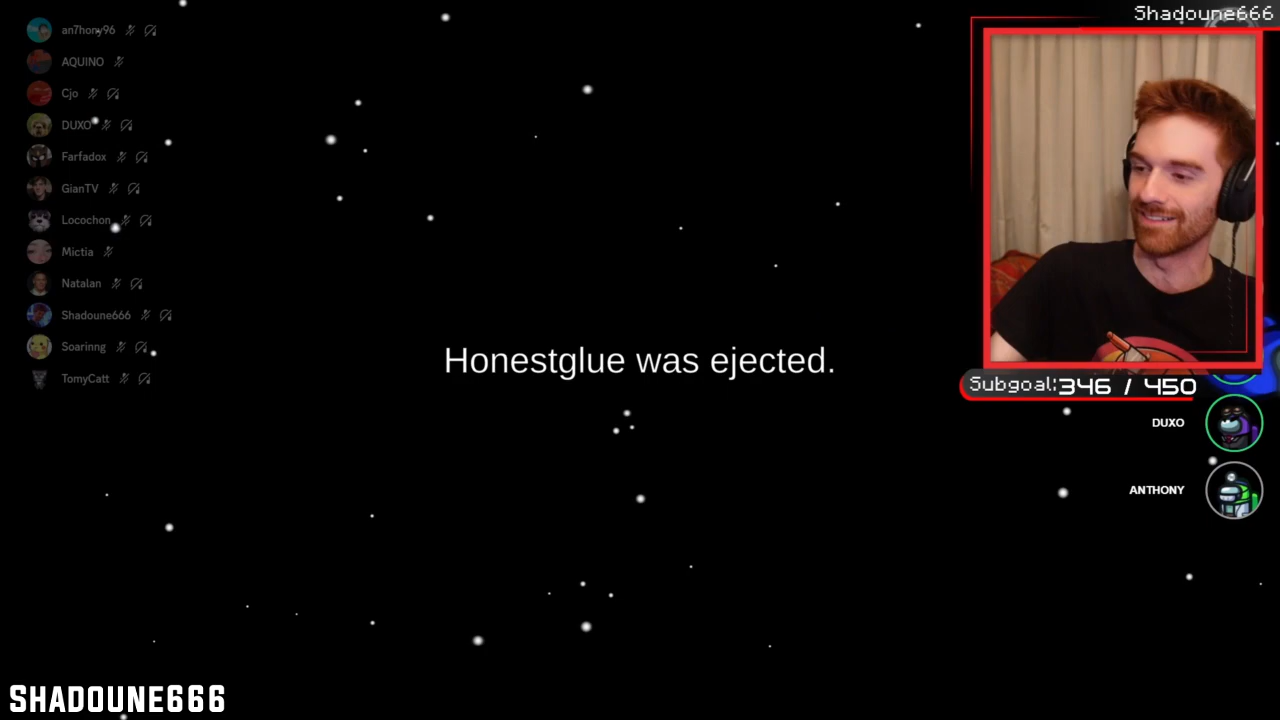 Shadoune666
an7hony96
AQUINO
Cjo
DUXO
Farfadox
GianTV
Locochon
Mictia
Natalan
Shadoune666
Soarinng
TomyCatt
Honestglue was ejected.
Subgoal: 346 / 450
DUXO
ANTHONY
SHADOUNE666